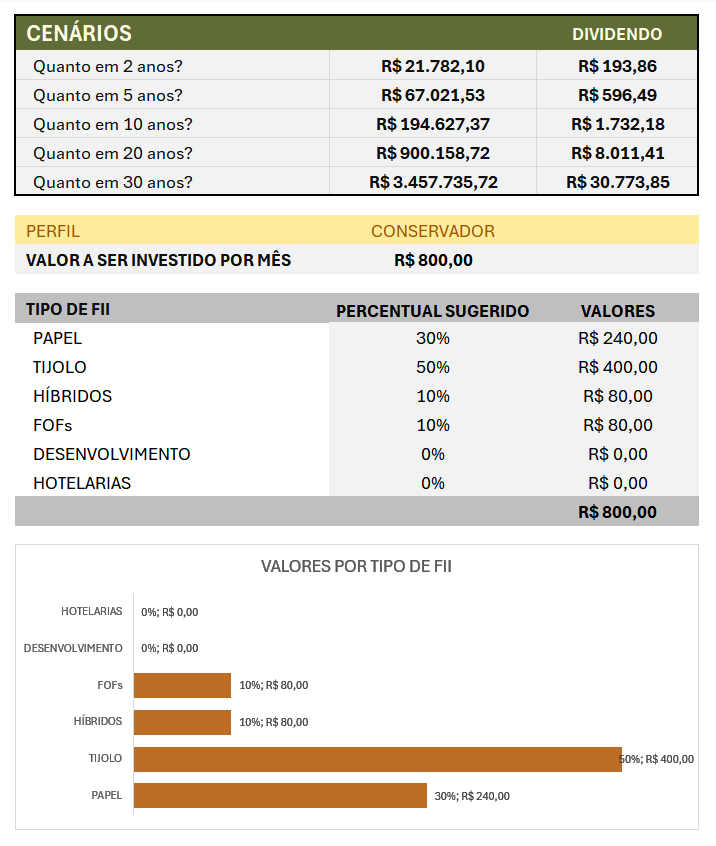 CENÁRIOS DIVIDENDO
Quanto em 2 anos? R$ 21.782,10 R$ 193,86
Quanto em 5 anos? R$ 67.021,53 R$ 596,49
Quanto em 10 anos? R$ 194.627,37 R$ 1.732,18
Quanto em 20 anos? R$ 900.158,72 R$ 8.011,41
Quanto em 30 anos? R$ 3.457.735,72 R$ 30.773,85
PERFIL CONSERVADOR
VALOR A SER INVESTIDO POR MÊS R$ 800,00
TIPO DE FII PERCENTUAL SUGERIDO VALORES
PAPEL 30% R$ 240,00
TIJOLO 50% R$ 400,00
HÍBRIDOS 10% R$ 80,00
FOFs 10% R$ 80,00
DESENVOLVIMENTO 0% R$ 0,00
HOTELARIAS 0% R$ 0,00
R$ 800,00
VALORES POR TIPO DE FII
HOTELARIAS 0%; R$ 0,00
DESENVOLVIMENTO 0%; R$ 0,00
FOFs 10%; R$ 80,00
HÍBRIDOS 10%; R$ 80,00
TIJOLO 50%; R$ 400,00
PAPEL 30%; R$ 240,00